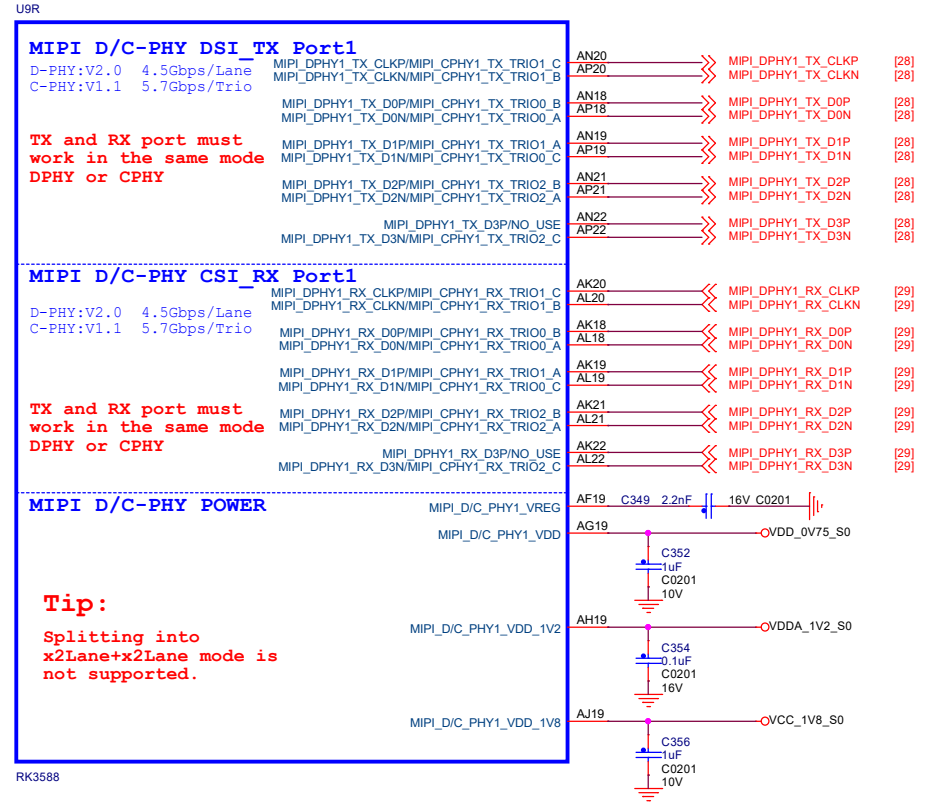 U9R
MIPI D/C-PHY DSI_TX Port1
D-PHY:V2.0 4.5Gbps/Lane
C-PHY:V1.1 5.7Gbps/Trio
MIPI_DPHY1_TX_CLKP/MIPI_CPHY1_TX_TRIO1_C AN20 MIPI_DPHY1_TX_CLKP [28]
MIPI_DPHY1_TX_CLKN/MIPI_CPHY1_TX_TRIO1_B AP20 MIPI_DPHY1_TX_CLKN [28]
MIPI_DPHY1_TX_D0P/MIPI_CPHY1_TX_TRIO0_B AN18 MIPI_DPHY1_TX_D0P [28]
MIPI_DPHY1_TX_D0N/MIPI_CPHY1_TX_TRIO0_A AP18 MIPI_DPHY1_TX_D0N [28]
TX and RX port must
work in the same mode
DPHY or CPHY
MIPI_DPHY1_TX_D1P/MIPI_CPHY1_TX_TRIO1_A AN19 MIPI_DPHY1_TX_D1P [28]
MIPI_DPHY1_TX_D1N/MIPI_CPHY1_TX_TRIO0_C AP19 MIPI_DPHY1_TX_D1N [28]
MIPI_DPHY1_TX_D2P/MIPI_CPHY1_TX_TRIO2_B AN21 MIPI_DPHY1_TX_D2P [28]
MIPI_DPHY1_TX_D2N/MIPI_CPHY1_TX_TRIO2_A AP21 MIPI_DPHY1_TX_D2N [28]
MIPI_DPHY1_TX_D3P/NO_USE AN22 MIPI_DPHY1_TX_D3P [28]
MIPI_DPHY1_TX_D3N/MIPI_CPHY1_TX_TRIO2_C AP22 MIPI_DPHY1_TX_D3N [28]
MIPI D/C-PHY CSI_RX Port1
D-PHY:V2.0 4.5Gbps/Lane
C-PHY:V1.1 5.7Gbps/Trio
MIPI_DPHY1_RX_CLKP/MIPI_CPHY1_RX_TRIO1_C AK20 MIPI_DPHY1_RX_CLKP [29]
MIPI_DPHY1_RX_CLKN/MIPI_CPHY1_RX_TRIO1_B AL20 MIPI_DPHY1_RX_CLKN [29]
MIPI_DPHY1_RX_D0P/MIPI_CPHY1_RX_TRIO0_B AK18 MIPI_DPHY1_RX_D0P [29]
MIPI_DPHY1_RX_D0N/MIPI_CPHY1_RX_TRIO0_A AL18 MIPI_DPHY1_RX_D0N [29]
MIPI_DPHY1_RX_D1P/MIPI_CPHY1_RX_TRIO1_A AK19 MIPI_DPHY1_RX_D1P [29]
MIPI_DPHY1_RX_D1N/MIPI_CPHY1_RX_TRIO0_C AL19 MIPI_DPHY1_RX_D1N [29]
TX and RX port must
work in the same mode
DPHY or CPHY
MIPI_DPHY1_RX_D2P/MIPI_CPHY1_RX_TRIO2_B AK21 MIPI_DPHY1_RX_D2P [29]
MIPI_DPHY1_RX_D2N/MIPI_CPHY1_RX_TRIO2_A AL21 MIPI_DPHY1_RX_D2N [29]
MIPI_DPHY1_RX_D3P/NO_USE AK22 MIPI_DPHY1_RX_D3P [29]
MIPI_DPHY1_RX_D3N/MIPI_CPHY1_RX_TRIO2_C AL22 MIPI_DPHY1_RX_D3N [29]
MIPI D/C-PHY POWER
MIPI_D/C_PHY1_VREG AF19 C349 2.2nF 16V C0201
MIPI_D/C_PHY1_VDD AG19 VDD_0V75_S0
C352
1uF
C0201
10V
Tip:
Splitting into
x2Lane+x2Lane mode is
not supported.
MIPI_D/C_PHY1_VDD_1V2 AH19 VDDA_1V2_S0
C354
0.1uF
C0201
16V
MIPI_D/C_PHY1_VDD_1V8 AJ19 VCC_1V8_S0
C356
1uF
C0201
10V
RK3588